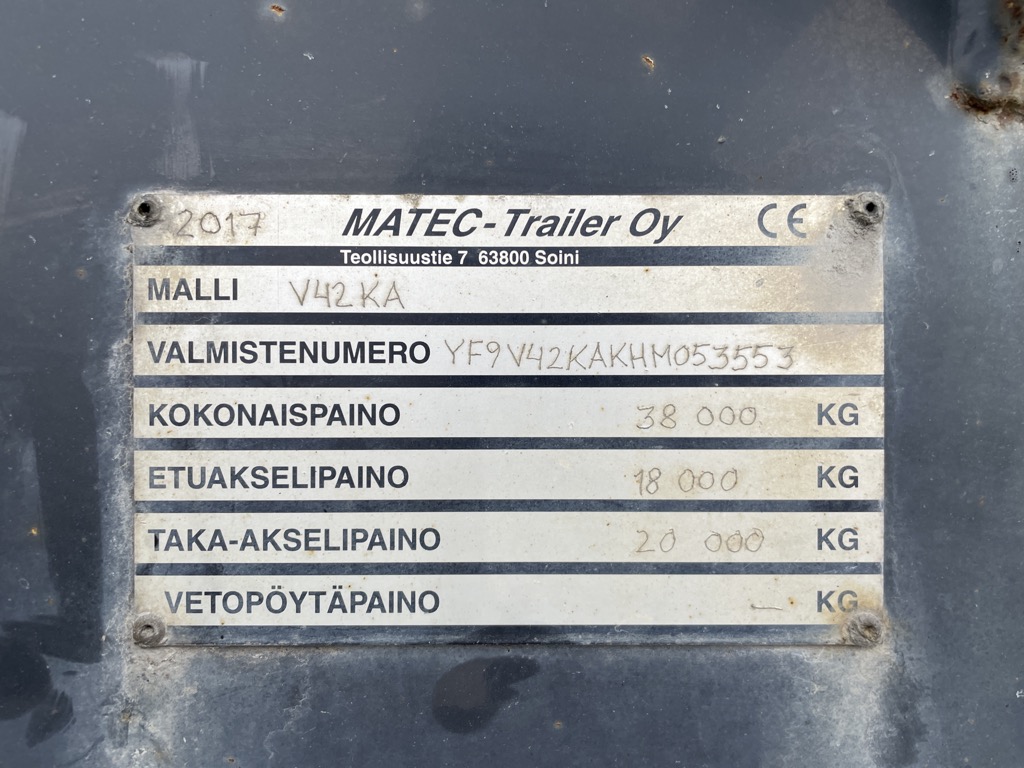 2017 MATEC-Trailer Oy CE
Teollisuustie 7 63800 Soini
MALLI V42KA
VALMISTENUMERO YF9V42KAKHM053553
KOKONAISPAINO 38 000 KG
ETUAKSELIPAINO 18 000 KG
TAKA-AKSELIPAINO 20 000 KG
VETOPÖYTÄPAINO – KG